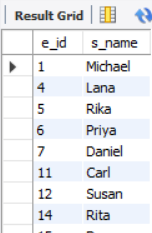 Result Grid
e_id s_name
1 Michael
4 Lana
5 Rika
6 Priya
7 Daniel
11 Carl
12 Susan
14 Rita